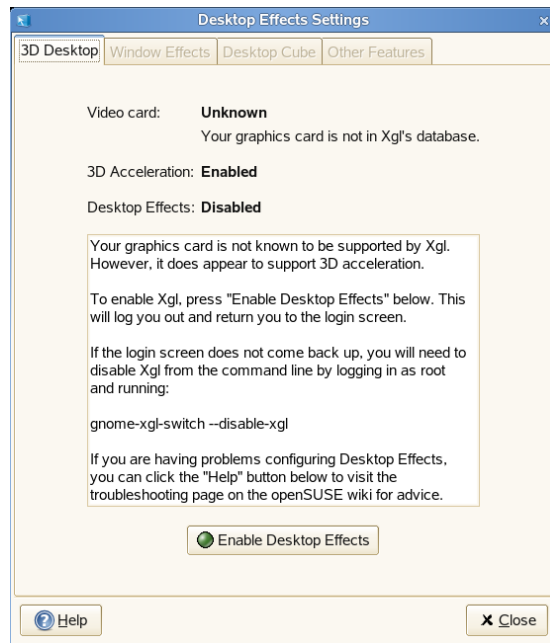 Desktop Effects Settings
3D Desktop
Window Effects
Desktop Cube
Other Features
Video card: Unknown
Your graphics card is not in Xgl's database.
3D Acceleration: Enabled
Desktop Effects: Disabled
Your graphics card is not known to be supported by Xgl.
However, it does appear to support 3D acceleration.
To enable Xgl, press "Enable Desktop Effects" below. This
will log you out and return you to the login screen.
If the login screen does not come back up, you will need to
disable Xgl from the command line by logging in as root
and running:
gnome-xgl-switch --disable-xgl
If you are having problems configuring Desktop Effects,
you can click the "Help" button below to visit the
troubleshooting page on the openSUSE wiki for advice.
Enable Desktop Effects
Help
Close